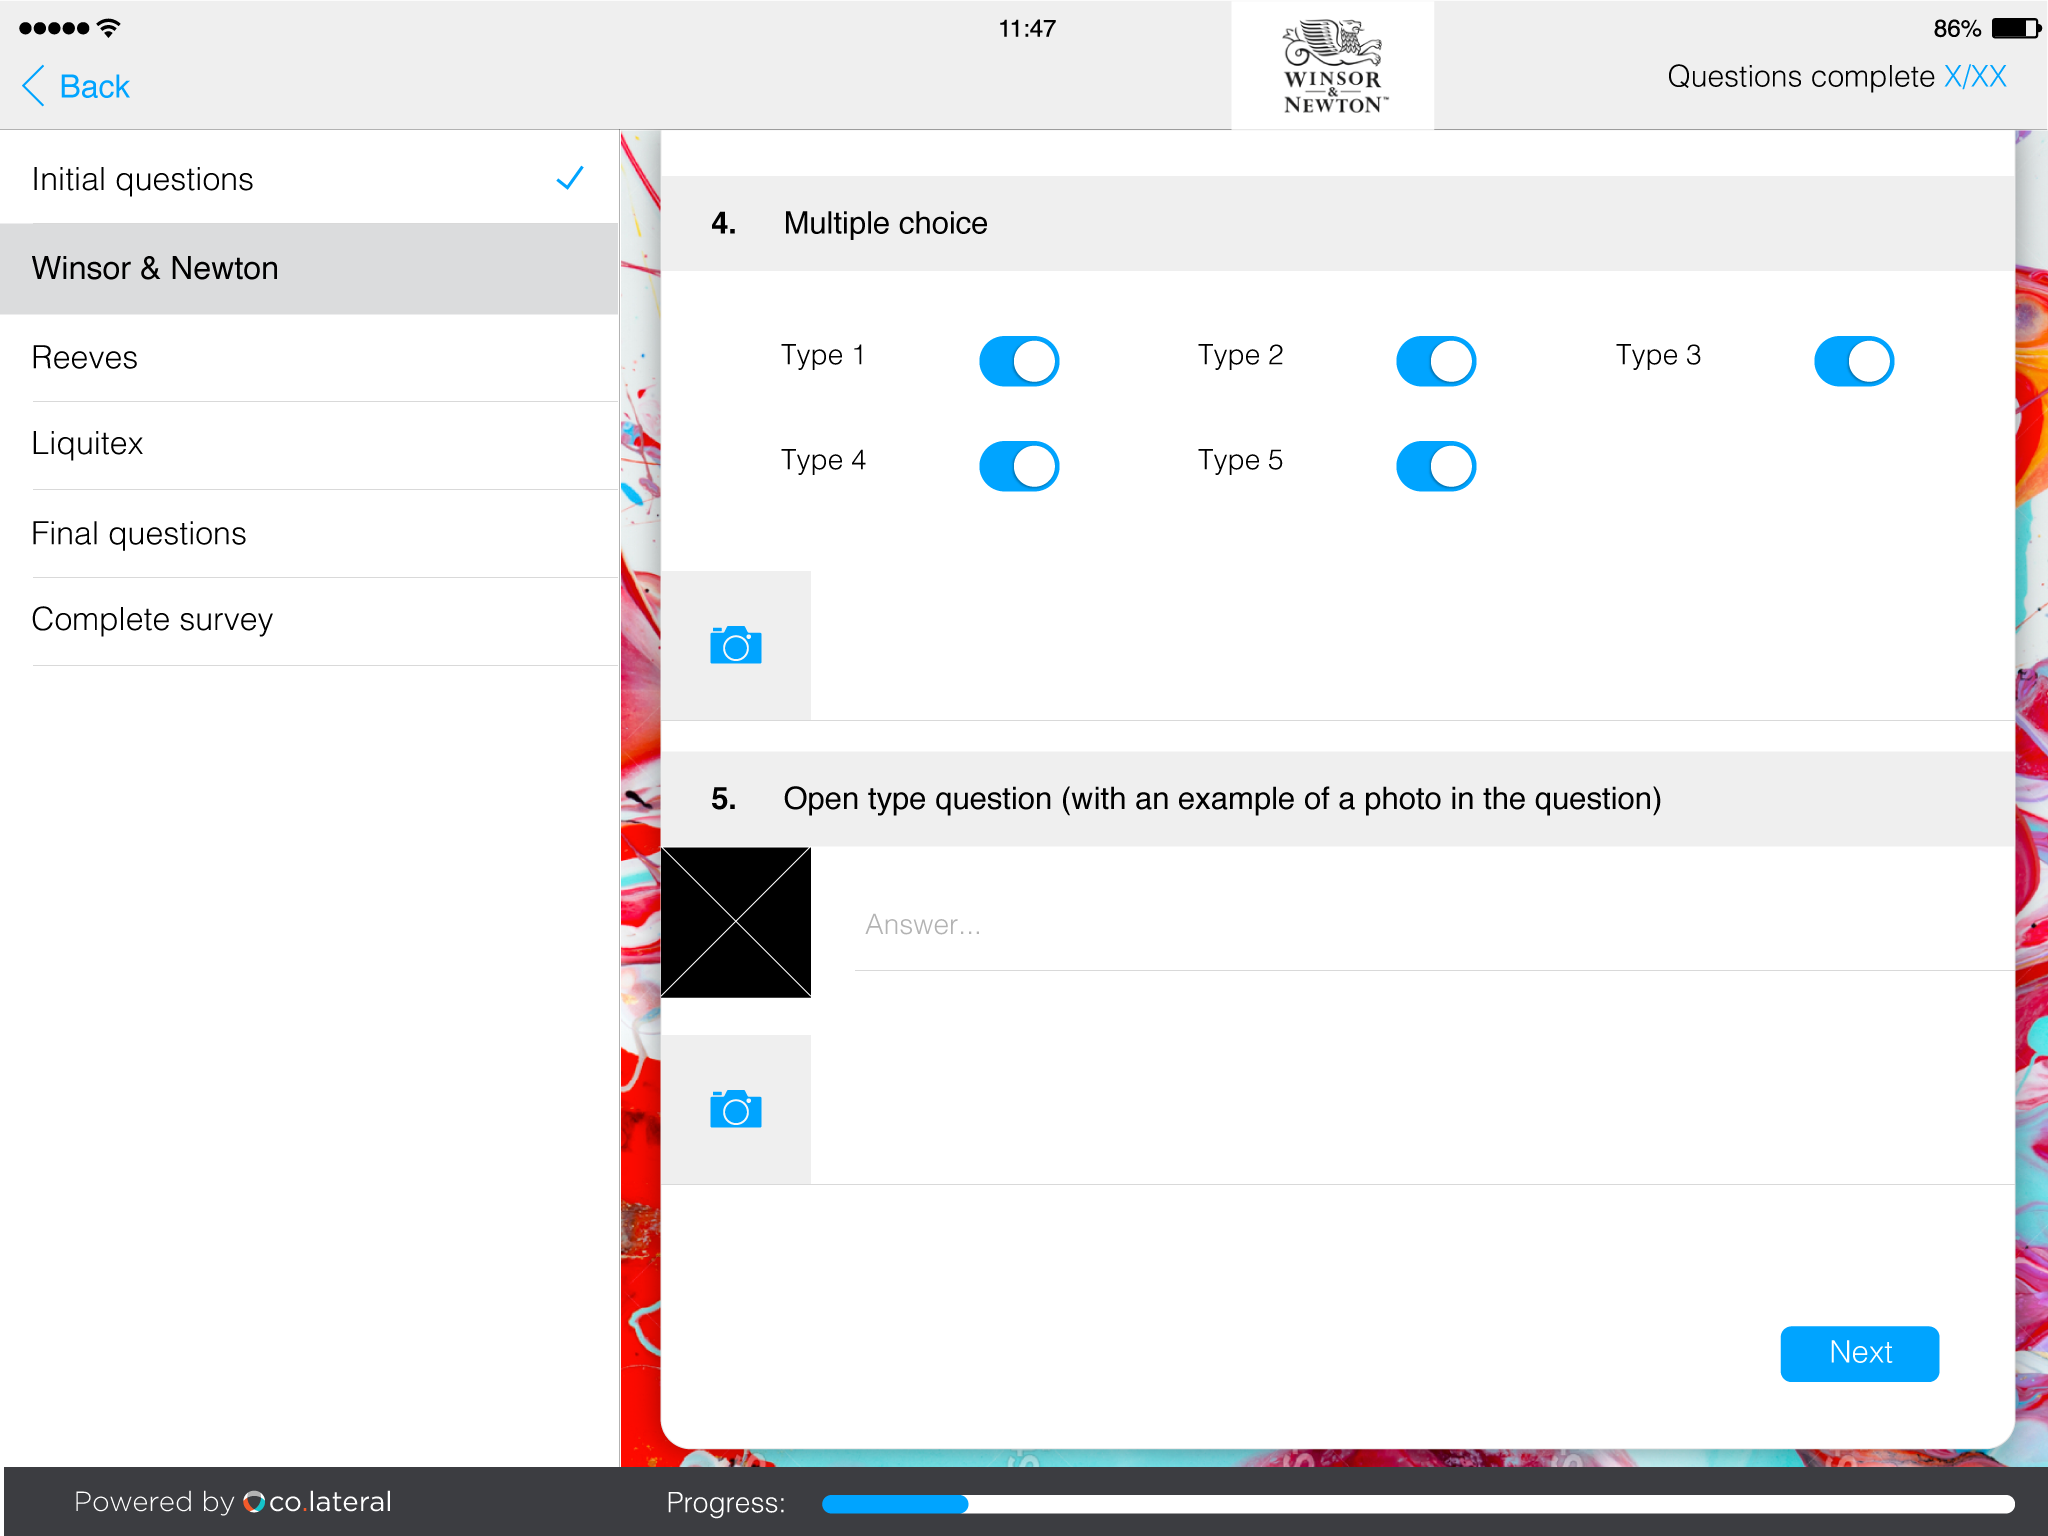 11:47
86%
Back
WINSOR
&
NEWTON™
Questions complete X/XX
Initial questions
Winsor & Newton
Reeves
Liquitex
Final questions
Complete survey
4. Multiple choice
Type 1
Type 2
Type 3
Type 4
Type 5
5. Open type question (with an example of a photo in the question)
Answer...
Next
Powered by co.lateral
Progress: